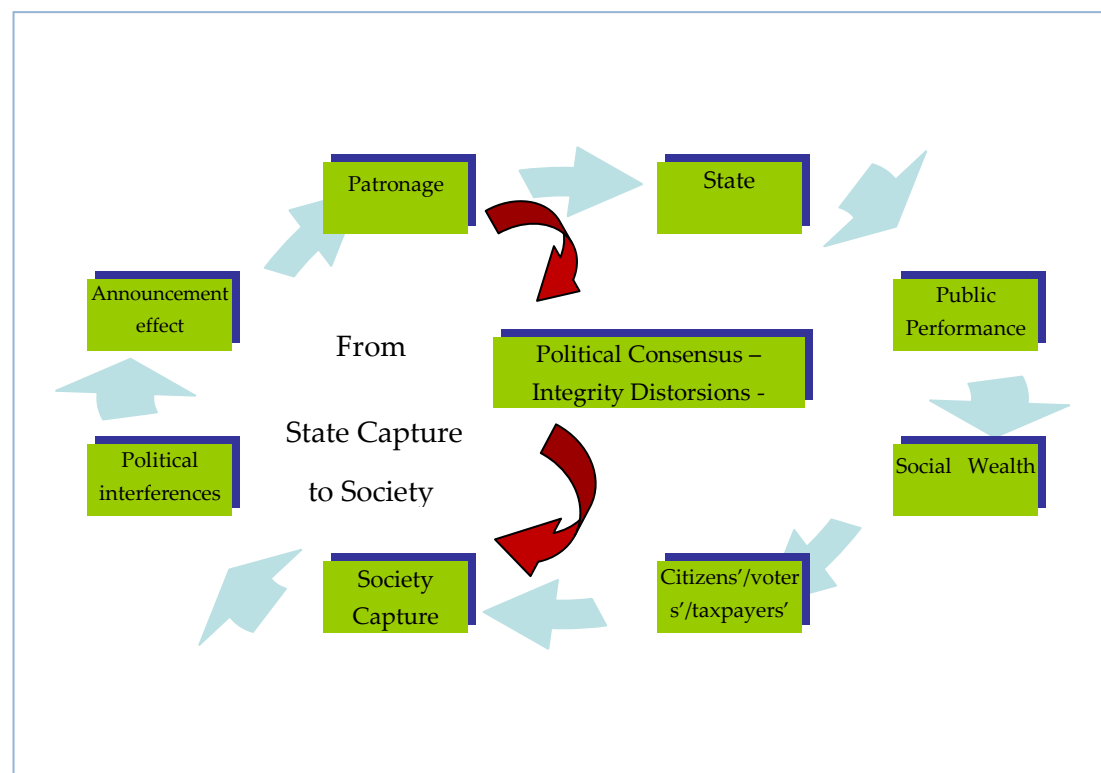 Patronage
State
Announcement
effect
Public
Performance
From
State Capture
to Society
Political Consensus –
Integrity Distorsions -
Political
interferences
Social Wealth
Society
Capture
Citizens’/voter
s’/taxpayers’